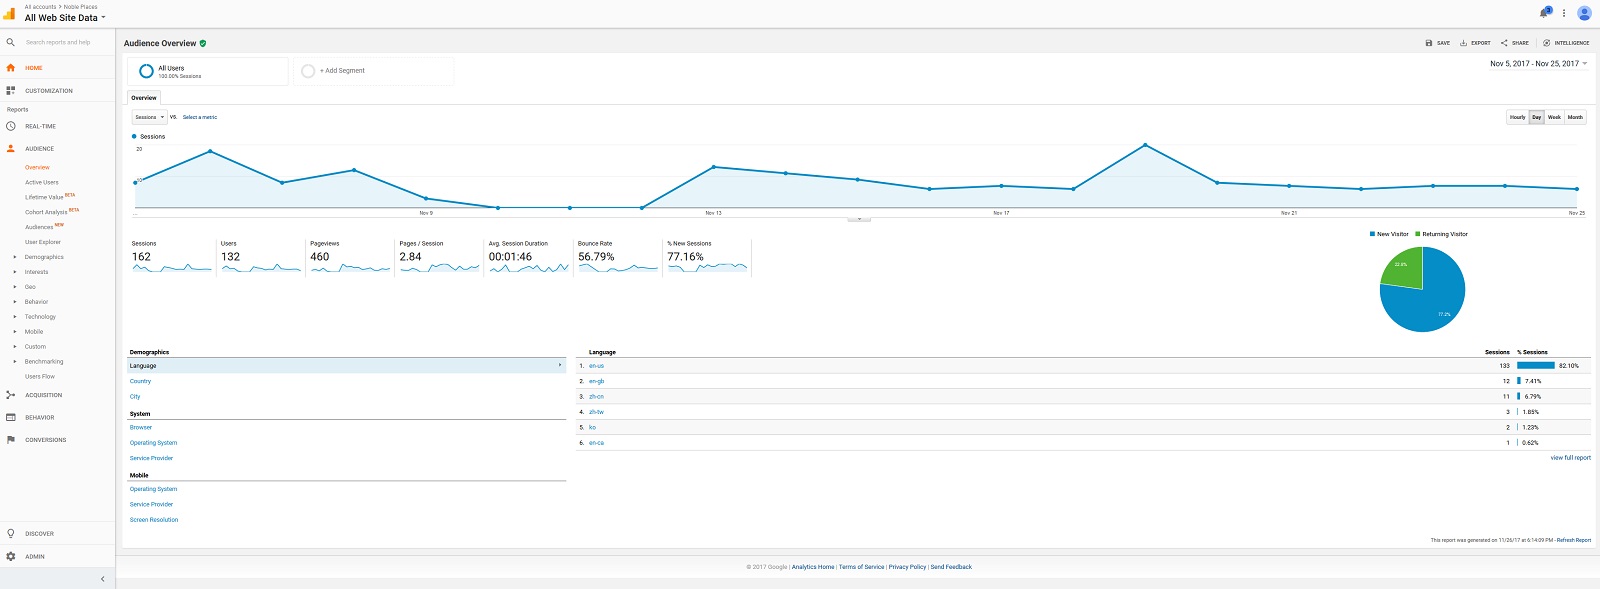 All accounts > Noble Places
All Web Site Data
3
Search reports and help
HOME
CUSTOMIZATION
Reports
REAL-TIME
AUDIENCE
Overview
Active Users
Lifetime Value BETA
Cohort Analysis BETA
Audiences NEW
User Explorer
Demographics
Interests
Geo
Behavior
Technology
Mobile
Custom
Benchmarking
Users Flow
ACQUISITION
BEHAVIOR
CONVERSIONS
DISCOVER
ADMIN
Audience Overview
SAVE EXPORT SHARE INTELLIGENCE
All Users
100.00% Sessions
+ Add Segment
Nov 5, 2017 - Nov 25, 2017
Overview
Sessions VS. Select a metric
Hourly Day Week Month
Sessions
20
10
... Nov 9 Nov 13 Nov 17 Nov 21 Nov 25
Sessions
162
Users
132
Pageviews
460
Pages / Session
2.84
Avg. Session Duration
00:01:46
Bounce Rate
56.79%
% New Sessions
77.16%
New Visitor Returning Visitor
22.8%
77.2%
Demographics
Language
Country
City
System
Browser
Operating System
Service Provider
Mobile
Operating System
Service Provider
Screen Resolution
Language Sessions % Sessions
1. en-us 133 82.10%
2. en-gb 12 7.41%
3. zh-cn 11 6.79%
4. zh-tw 3 1.85%
5. ko 2 1.23%
6. en-ca 1 0.62%
view full report
This report was generated on 11/26/17 at 6:14:09 PM - Refresh Report
© 2017 Google | Analytics Home | Terms of Service | Privacy Policy | Send Feedback